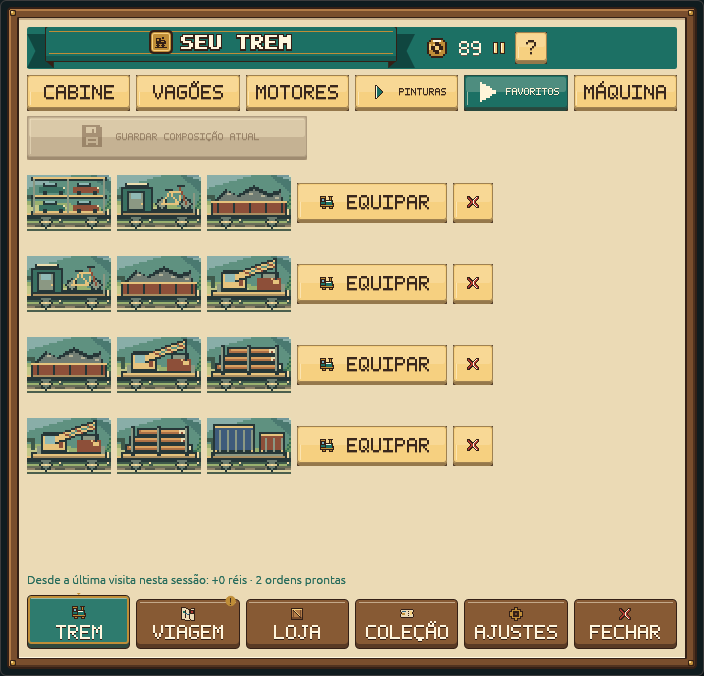 SEU TREM
89
?
CABINE
VAGÕES
MOTORES
PINTURAS
FAVORITOS
MÁQUINA
GUARDAR COMPOSIÇÃO ATUAL
EQUIPAR
EQUIPAR
EQUIPAR
EQUIPAR
Desde a última visita nesta sessão: +0 réis · 2 ordens prontas
TREM
VIAGEM
!
LOJA
COLEÇÃO
AJUSTES
FECHAR